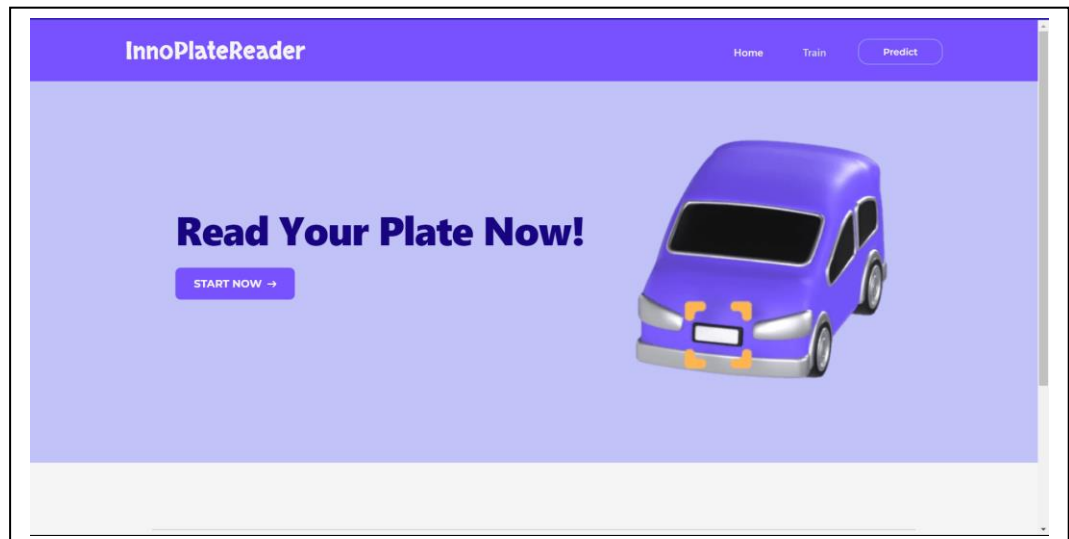 InnoPlateReader
Home Train Predict
Read Your Plate Now!
START NOW →